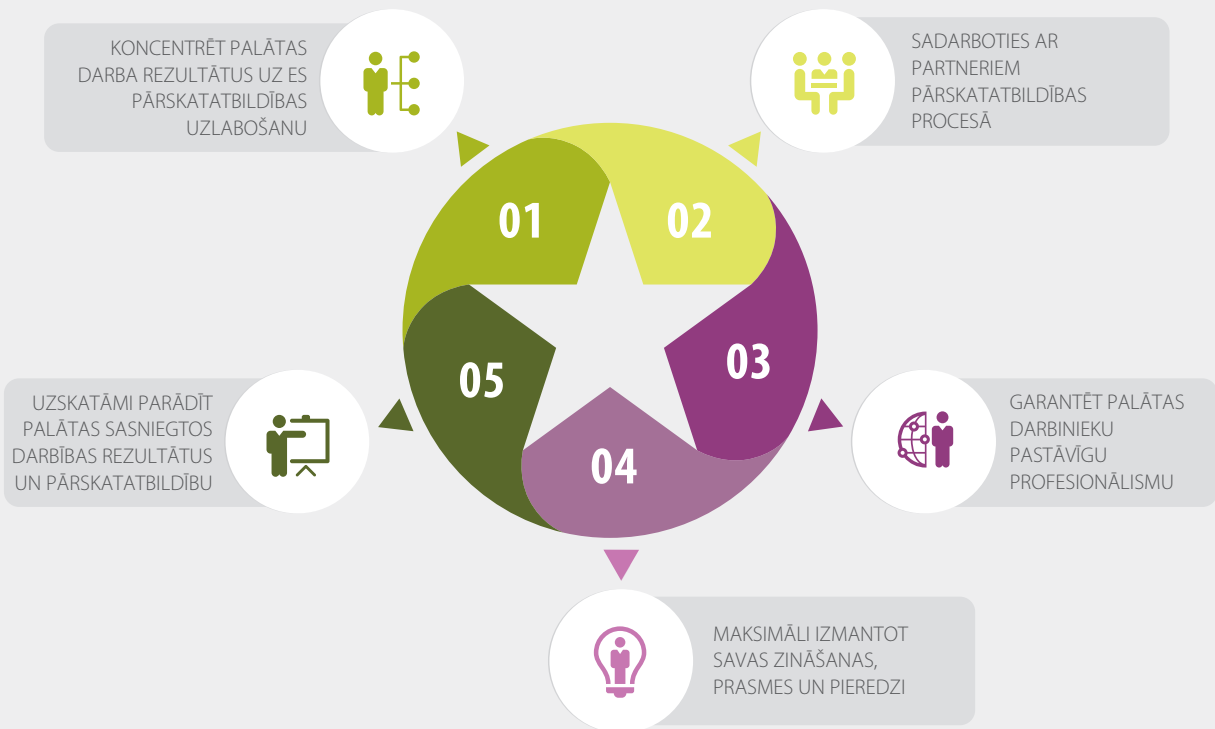 KONCENTRĒT PALĀTAS
DARBA REZULTĀTUS UZ ES
PĀRSKATATBILDĪBAS
UZLABOŠANU
SADARBOTIES AR
PARTNERIEM
PĀRSKATATBILDĪBAS
PROCESĀ
01
02
03
04
05
GARANTĒT PALĀTAS
DARBINIEKU
PASTĀVĪGU
PROFESIONĀLISMU
MAKSIMĀLI IZMANTOT
SAVAS ZINĀŠANAS,
PRASMES UN PIEREDZI
UZSKATĀMI PARĀDĪT
PALĀTAS SASNIEGTOS
DARBĪBAS REZULTĀTUS
UN PĀRSKATATBILDĪBU